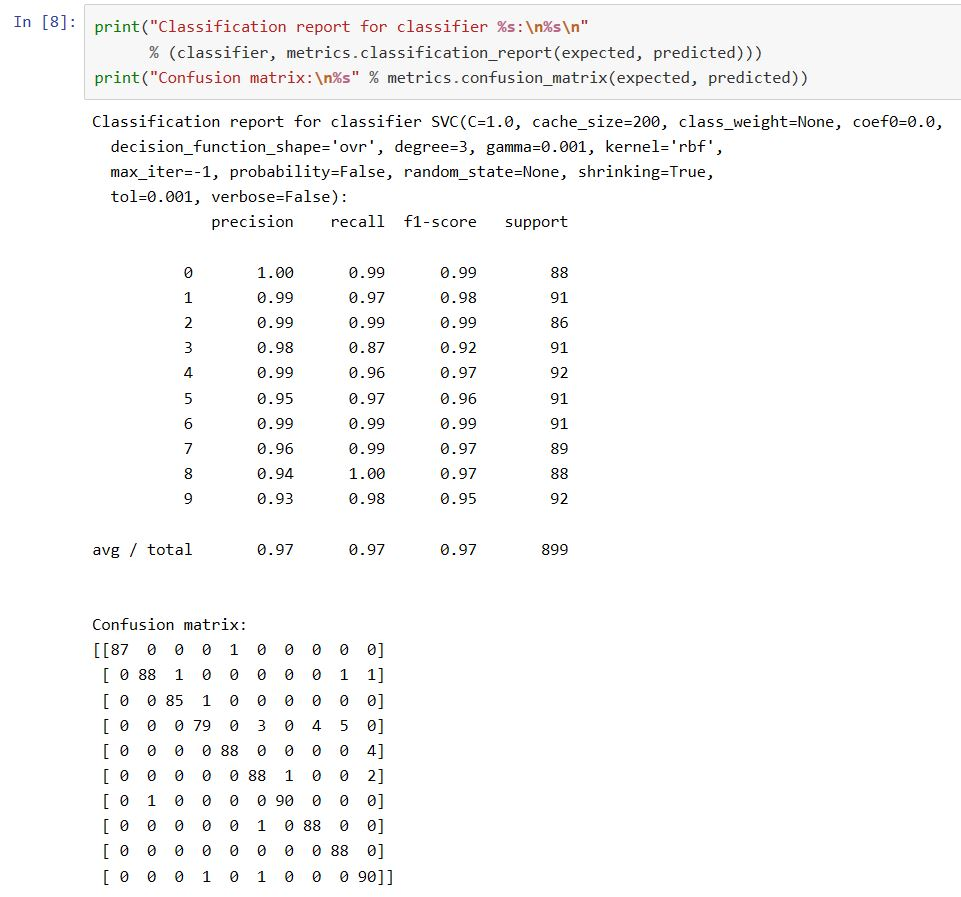 In [8]: print("Classification report for classifier %s:\n%s\n"
      % (classifier, metrics.classification_report(expected, predicted)))
print("Confusion matrix:\n%s" % metrics.confusion_matrix(expected, predicted))
Classification report for classifier SVC(C=1.0, cache_size=200, class_weight=None, coef0=0.0,
  decision_function_shape='ovr', degree=3, gamma=0.001, kernel='rbf',
  max_iter=-1, probability=False, random_state=None, shrinking=True,
  tol=0.001, verbose=False):
             precision    recall  f1-score   support
          0       1.00      0.99      0.99        88
          1       0.99      0.97      0.98        91
          2       0.99      0.99      0.99        86
          3       0.98      0.87      0.92        91
          4       0.99      0.96      0.97        92
          5       0.95      0.97      0.96        91
          6       0.99      0.99      0.99        91
          7       0.96      0.99      0.97        89
          8       0.94      1.00      0.97        88
          9       0.93      0.98      0.95        92
avg / total       0.97      0.97      0.97       899
Confusion matrix:
[[87  0  0  0  1  0  0  0  0  0]
 [ 0 88  1  0  0  0  0  0  1  1]
 [ 0  0 85  1  0  0  0  0  0  0]
 [ 0  0  0 79  0  3  0  4  5  0]
 [ 0  0  0  0 88  0  0  0  0  4]
 [ 0  0  0  0  0 88  1  0  0  2]
 [ 0  1  0  0  0  0 90  0  0  0]
 [ 0  0  0  0  0  1  0 88  0  0]
 [ 0  0  0  0  0  0  0  0 88  0]
 [ 0  0  0  1  0  1  0  0  0 90]]